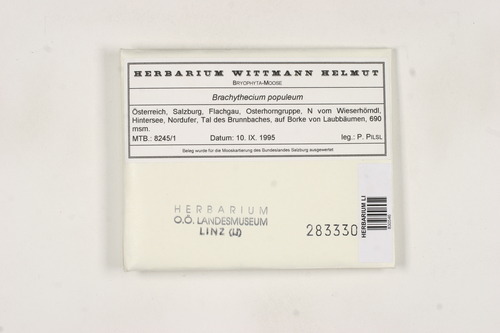 HERBARIUM WITTMANN HELMUT
BRYOPHYTA-MOOSE
Brachythecium populeum
Österreich, Salzburg, Flachgau, Osterhorngruppe, N vom Wieserhörndl,
Hintersee, Nordufer, Tal des Brunnbaches, auf Borke von Laubbäumen, 690
msm.
MTB.: 8245/1 Datum: 10. IX. 1995 leg.: P. PILSL
Beleg wurde für die Mooskartierung des Bundeslandes Salzburg ausgewertet
HERBARIUM
O.Ö. LANDESMUSEUM
LINZ (LI)
283330
HERBARIUM LI